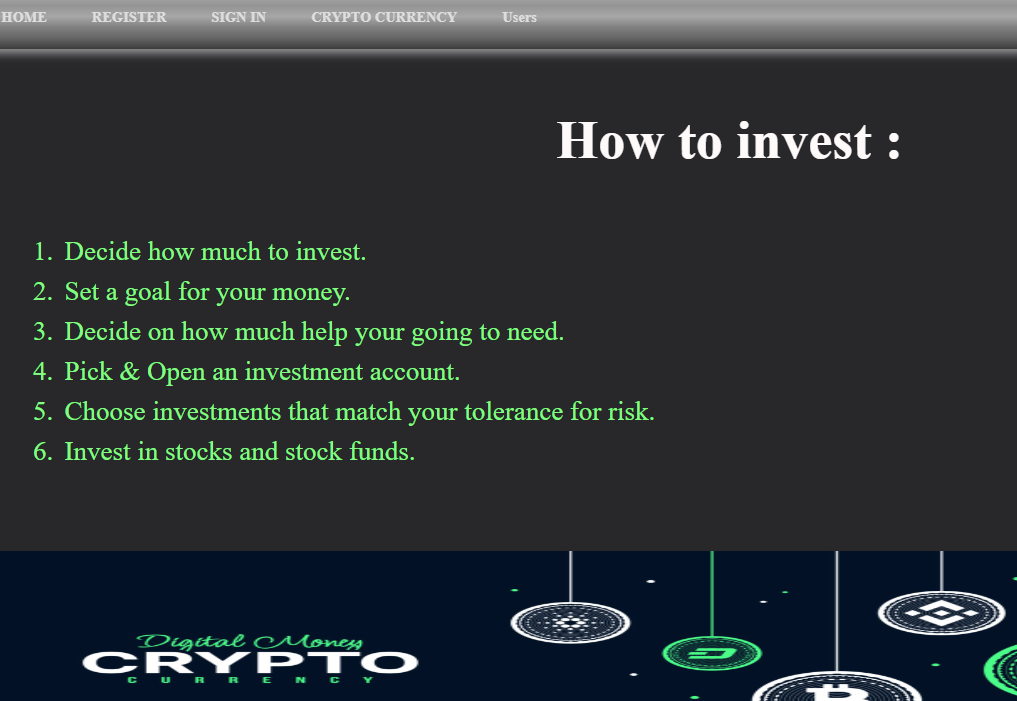 HOME REGISTER SIGN IN CRYPTO CURRENCY Users
How to invest :
1. Decide how much to invest.
2. Set a goal for your money.
3. Decide on how much help your going to need.
4. Pick & Open an investment account.
5. Choose investments that match your tolerance for risk.
6. Invest in stocks and stock funds.
Digital Money
CRYPTO
CURRENCY